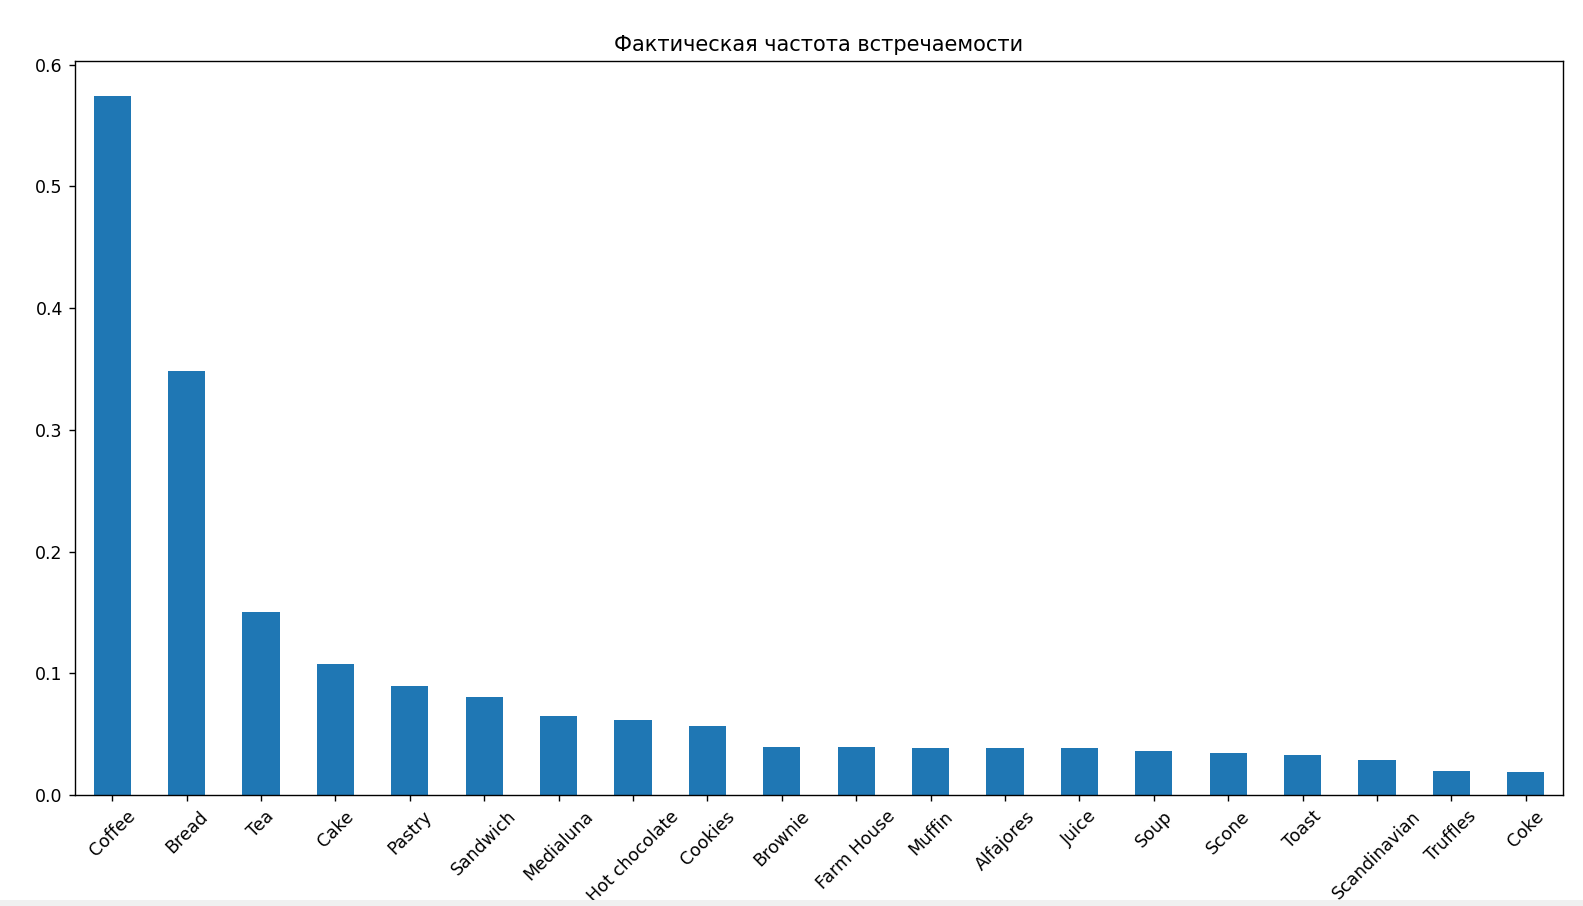 Фактическая частота встречаемости
0.6
0.5
0.4
0.3
0.2
0.1
0.0
Coffee
Bread
Tea
Cake
Pastry
Sandwich
Medialuna
Hot chocolate
Cookies
Brownie
Farm House
Muffin
Alfajores
Juice
Soup
Scone
Toast
Scandinavian
Truffles
Coke